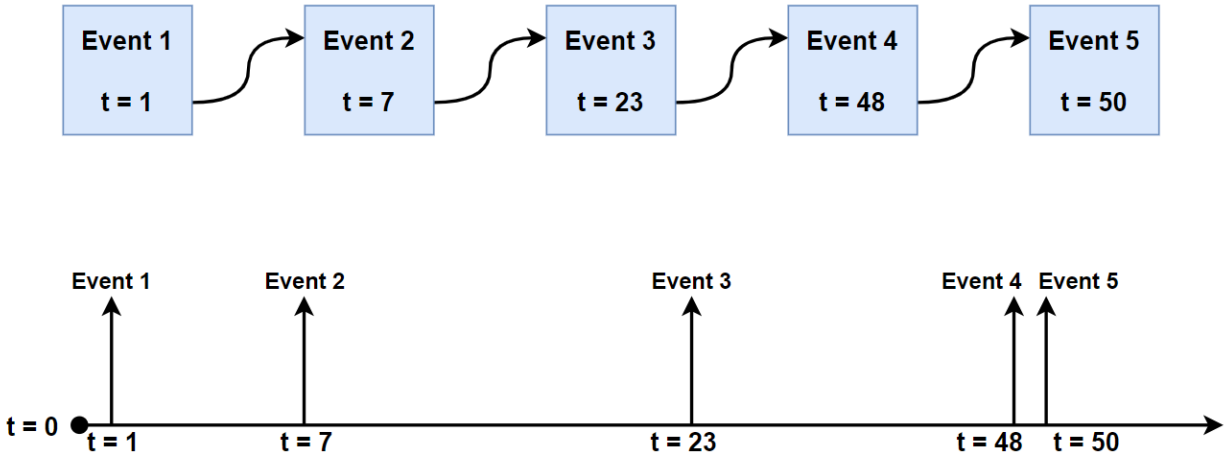 Event 1
t = 1
Event 2
t = 7
Event 3
t = 23
Event 4
t = 48
Event 5
t = 50
Event 1 Event 2 Event 3 Event 4 Event 5
t = 0
t = 1 t = 7 t = 23 t = 48 t = 50